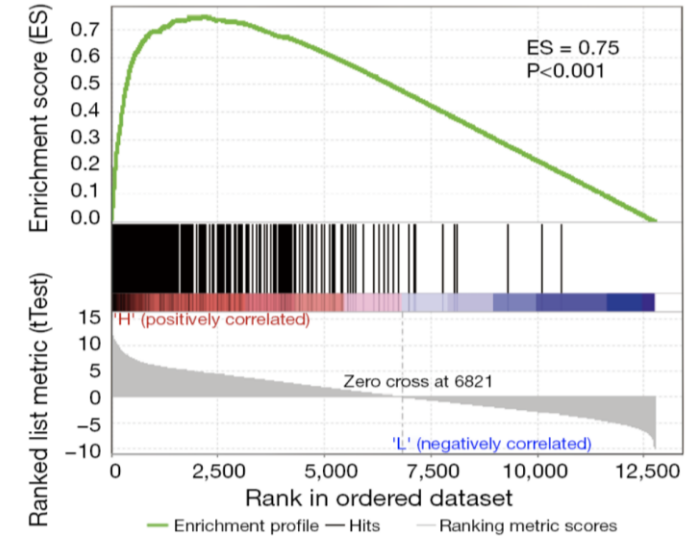 Enrichment score (ES)
0.7
0.6
0.5
0.4
0.3
0.2
0.1
0.0
ES = 0.75
P<0.001
Ranked list metric (tTest)
15
10
5
0
−5
−10
'H' (positively correlated)
Zero cross at 6821
'L' (negatively correlated)
0 2,500 5,000 7,500 10,000 12,500
Rank in ordered dataset
Enrichment profile Hits Ranking metric scores